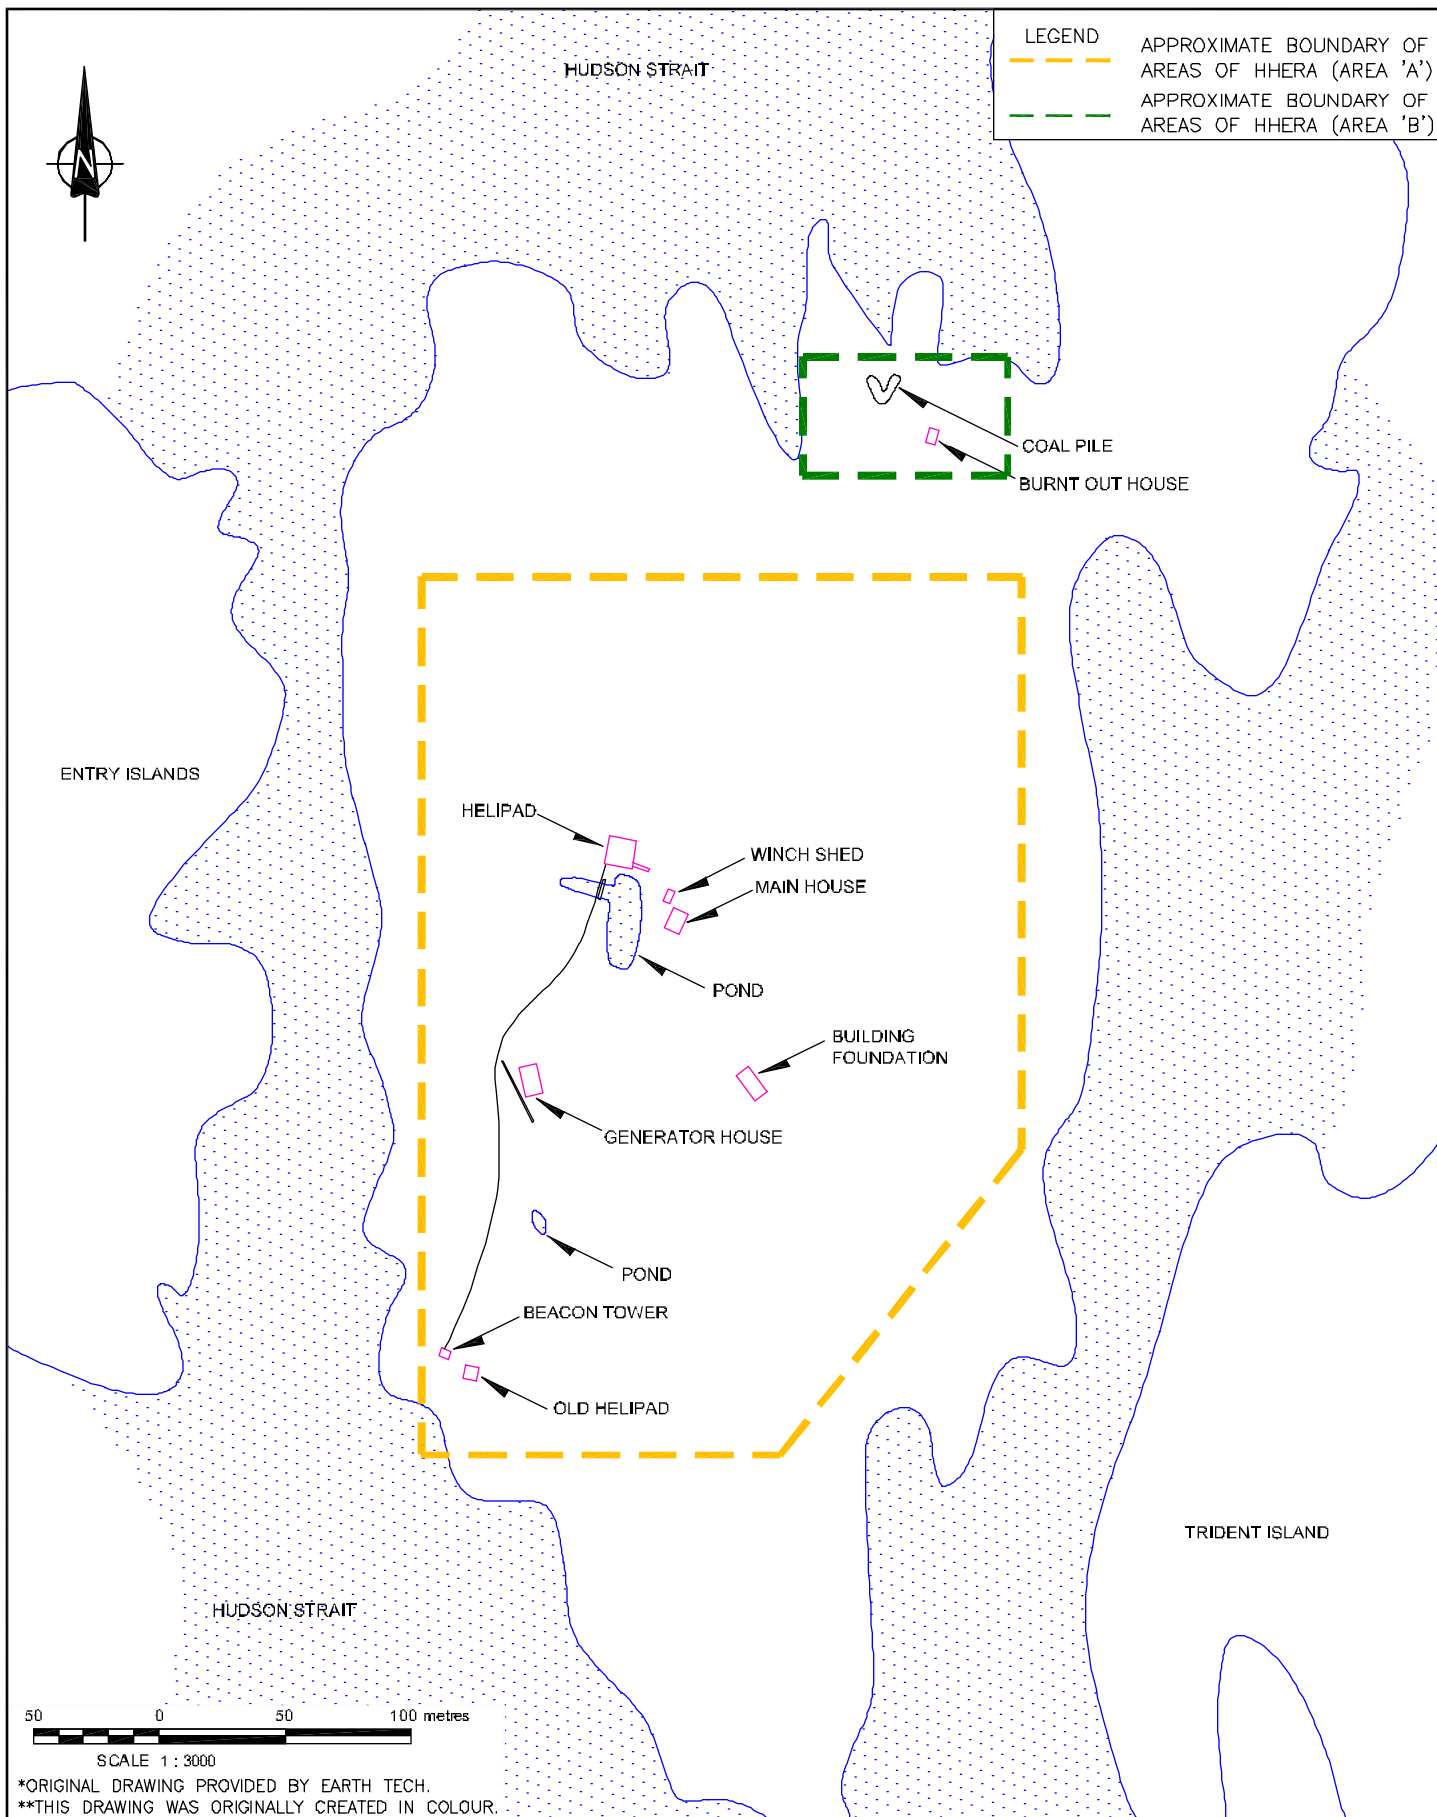 LEGEND
APPROXIMATE BOUNDARY OF
AREAS OF HHERA (AREA 'A')
APPROXIMATE BOUNDARY OF
AREAS OF HHERA (AREA 'B')
HUDSON STRAIT
N
COAL PILE
BURNT OUT HOUSE
ENTRY ISLANDS
HELIPAD
WINCH SHED
MAIN HOUSE
POND
BUILDING
FOUNDATION
GENERATOR HOUSE
POND
BEACON TOWER
OLD HELIPAD
TRIDENT ISLAND
HUDSON STRAIT
50 0 50 100 metres
SCALE 1 : 3000
*ORIGINAL DRAWING PROVIDED BY EARTH TECH.
**THIS DRAWING WAS ORIGINALLY CREATED IN COLOUR.